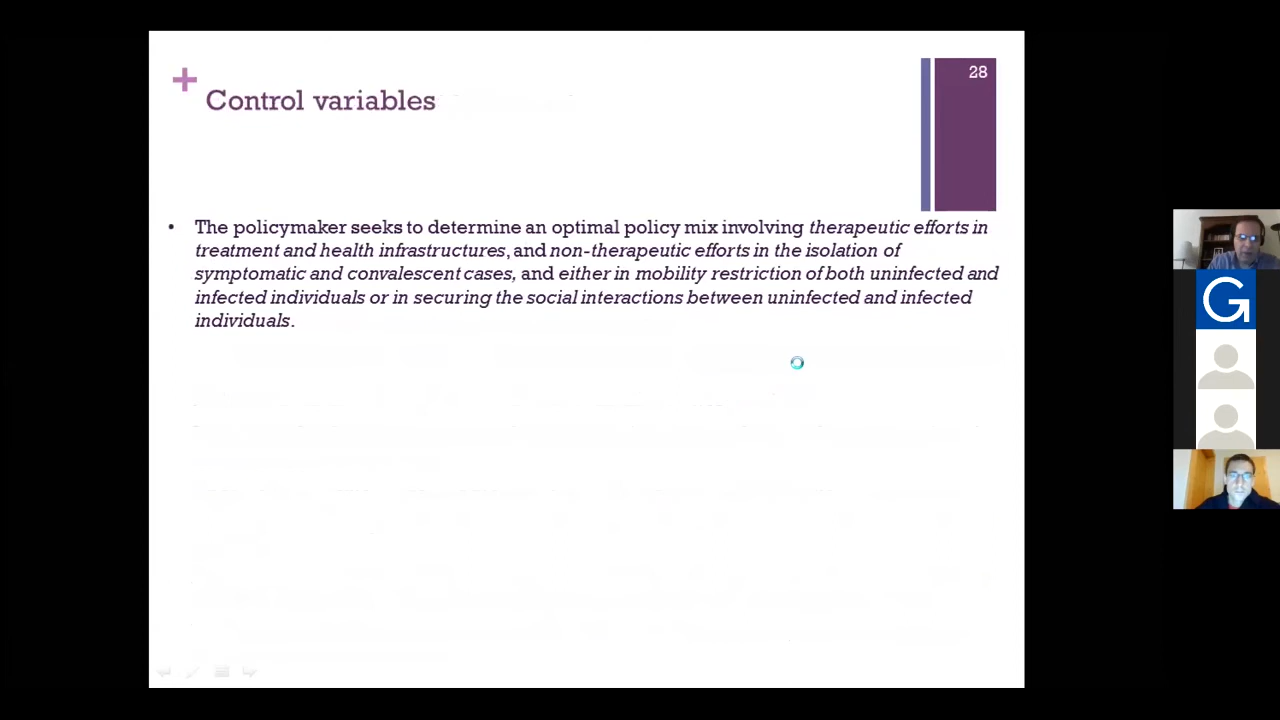 28
Control variables
• The policymaker seeks to determine an optimal policy mix involving therapeutic efforts in
treatment and health infrastructures, and non-therapeutic efforts in the isolation of
symptomatic and convalescent cases, and either in mobility restriction of both uninfected and
infected individuals or in securing the social interactions between uninfected and infected
individuals.
G